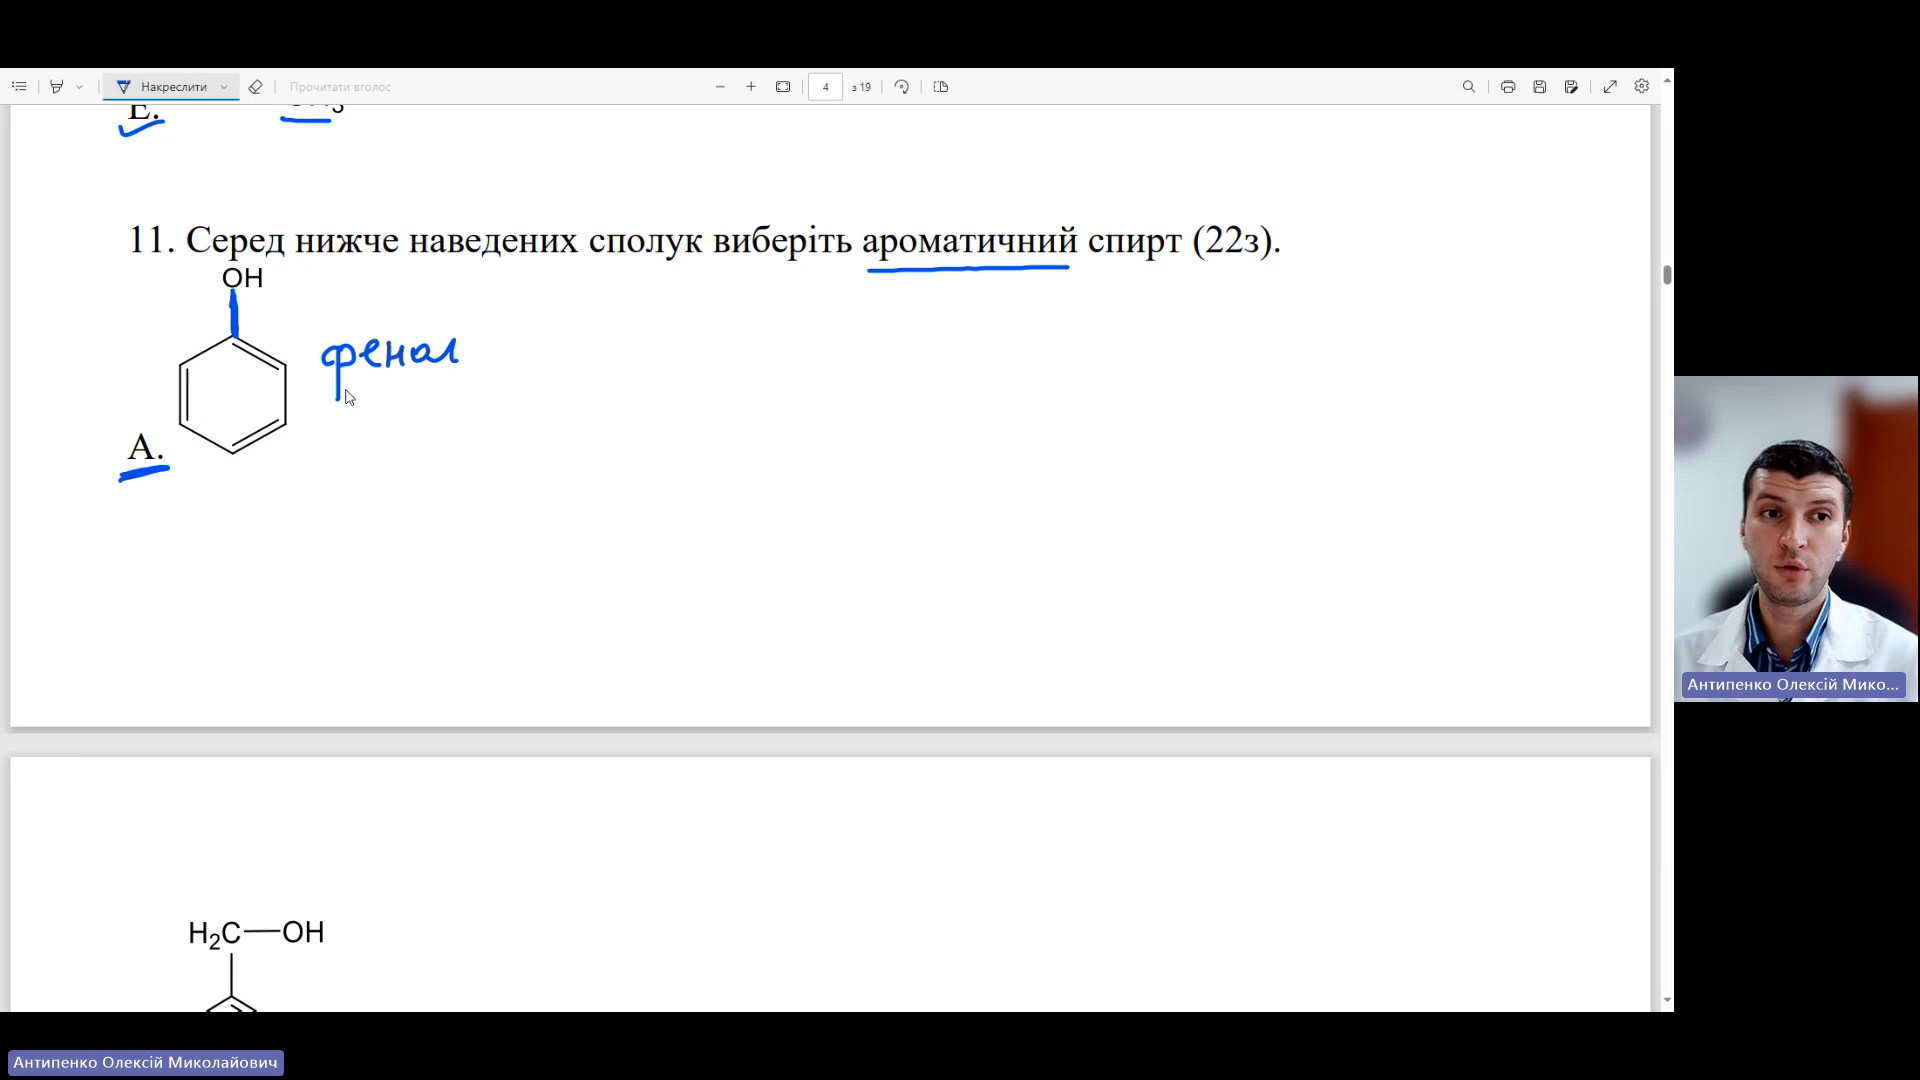 Накреслити
Прочитати вголос
4
з 19
Е.
11. Серед нижче наведених сполук виберіть ароматичний спирт (22з).
OH
фенол
А.
H2C—OH
Антипенко Олексій Мико...
Антипенко Олексій Миколайович